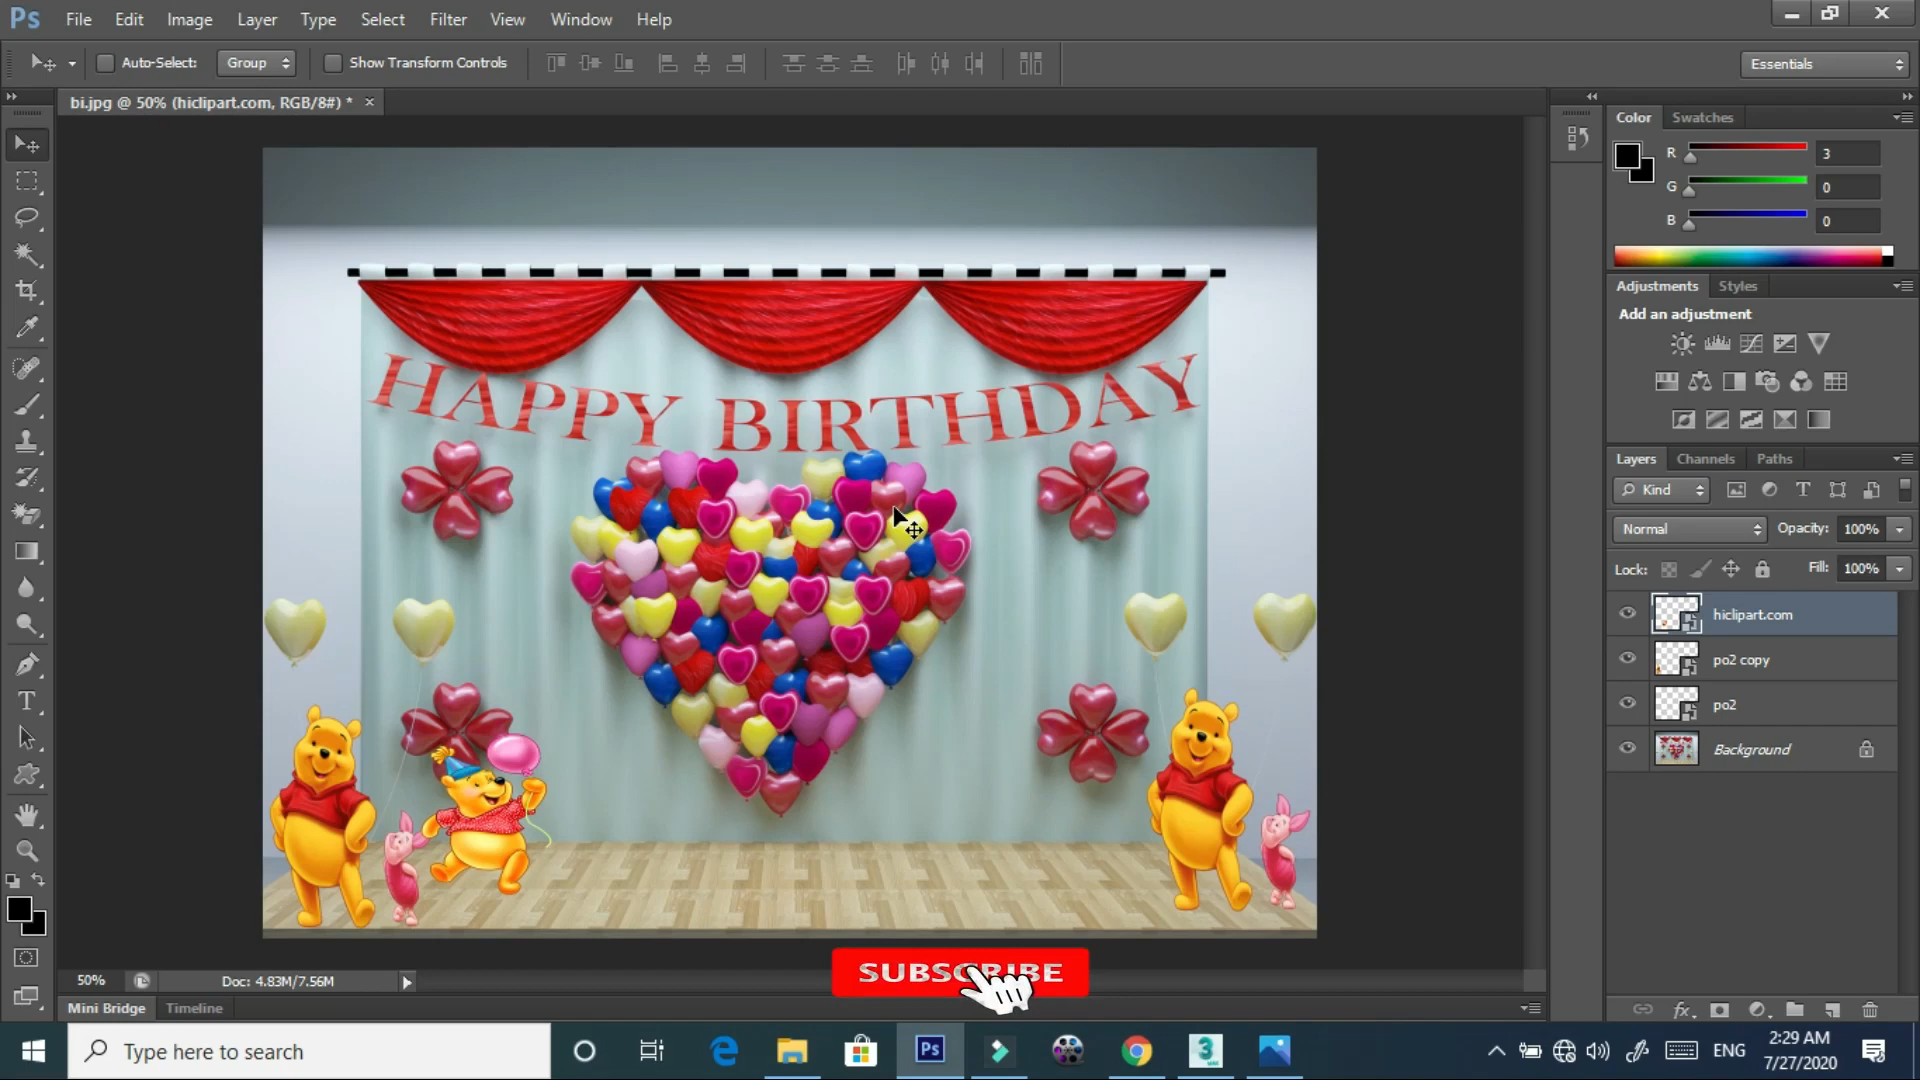 Ps File Edit Image Layer Type Select Filter View Window Help
Auto-Select: Group Show Transform Controls Essentials
bi.jpg @ 50% (hiclipart.com, RGB/8#) * ×
Color Swatches
R 3
G 0
B 0
Adjustments Styles
Add an adjustment
HAPPY BIRTHDAY
Layers Channels Paths
Kind
Normal Opacity: 100%
Lock: Fill: 100%
hiclipart.com
po2 copy
po2
Background
SUBSCRIBE
50% Doc: 4.83M/7.56M
Mini Bridge Timeline
Type here to search
Ps
3
ENG
2:29 AM
7/27/2020